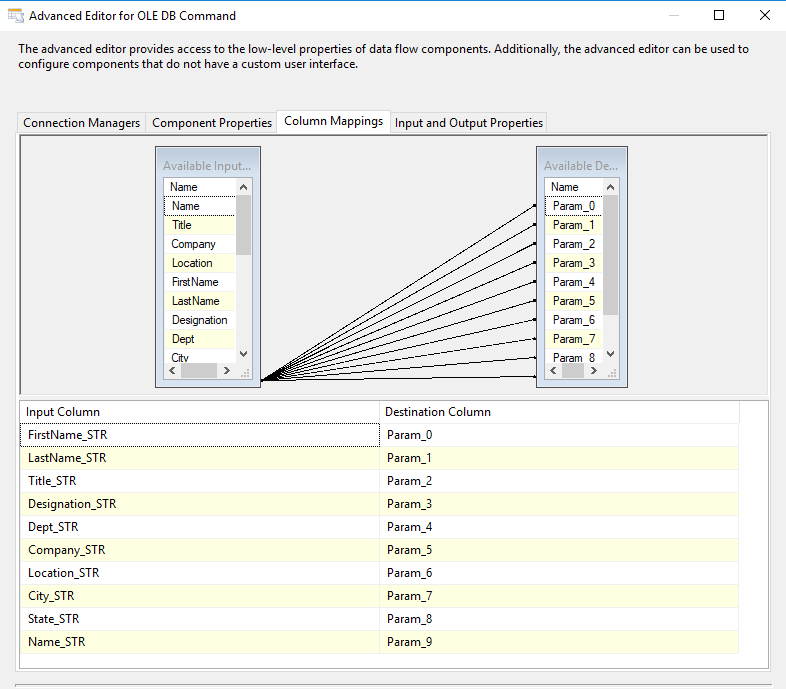 Advanced Editor for OLE DB Command
The advanced editor provides access to the low-level properties of data flow components. Additionally, the advanced editor can be used to
configure components that do not have a custom user interface.
Connection Managers Component Properties Column Mappings Input and Output Properties
Available Input...
Name
Name
Title
Company
Location
FirstName
LastName
Designation
Dept
City
Available De...
Name
Param_0
Param_1
Param_2
Param_3
Param_4
Param_5
Param_6
Param_7
Param_8
Input Column Destination Column
FirstName_STR Param_0
LastName_STR Param_1
Title_STR Param_2
Designation_STR Param_3
Dept_STR Param_4
Company_STR Param_5
Location_STR Param_6
City_STR Param_7
State_STR Param_8
Name_STR Param_9